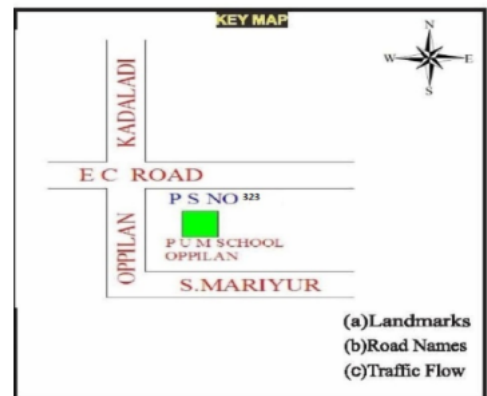 KEY MAP
N
W E
S
KADALADI
E C ROAD
P S NO 323
OPPILAN
P U M SCHOOL
OPPILAN
S.MARIYUR
(a)Landmarks
(b)Road Names
(c)Traffic Flow